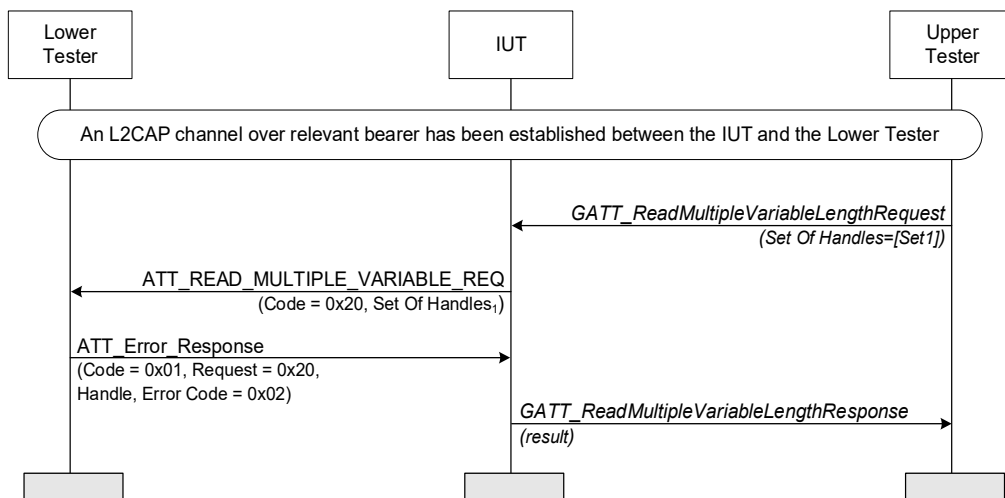 Lower
Tester
IUT
Upper
Tester
An L2CAP channel over relevant bearer has been established between the IUT and the Lower Tester
GATT_ReadMultipleVariableLengthRequest
(Set Of Handles=[Set1])
ATT_READ_MULTIPLE_VARIABLE_REQ
(Code = 0x20, Set Of Handles₁)
ATT_Error_Response
(Code = 0x01, Request = 0x20,
Handle, Error Code = 0x02)
GATT_ReadMultipleVariableLengthResponse
(result)